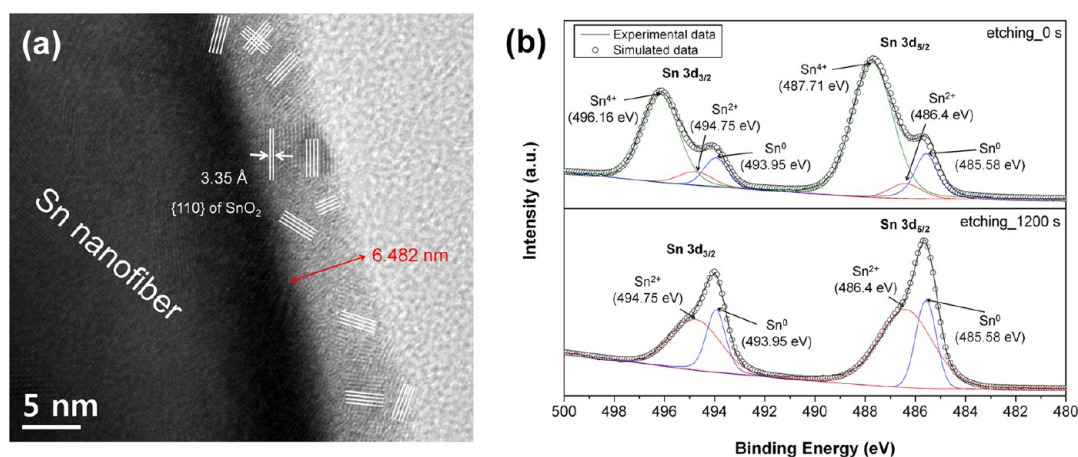 (a)
3.35 Å
{110} of SnO₂
Sn nanofiber
6.482 nm
5 nm
(b)
Experimental data
Simulated data
etching_0 s
Sn 3d₅/₂
Sn 3d₃/₂
Sn⁴⁺
(496.16 eV)
Sn²⁺
(494.75 eV)
Sn⁰
(493.95 eV)
Sn⁴⁺
(487.71 eV)
Sn²⁺
(486.4 eV)
Sn⁰
(485.58 eV)
etching_1200 s
Sn 3d₅/₂
Sn 3d₃/₂
Sn²⁺
(494.75 eV)
Sn⁰
(493.95 eV)
Sn²⁺
(486.4 eV)
Sn⁰
(485.58 eV)
Intensity (a.u.)
500 498 496 494 492 490 488 486 484 482 480
Binding Energy (eV)